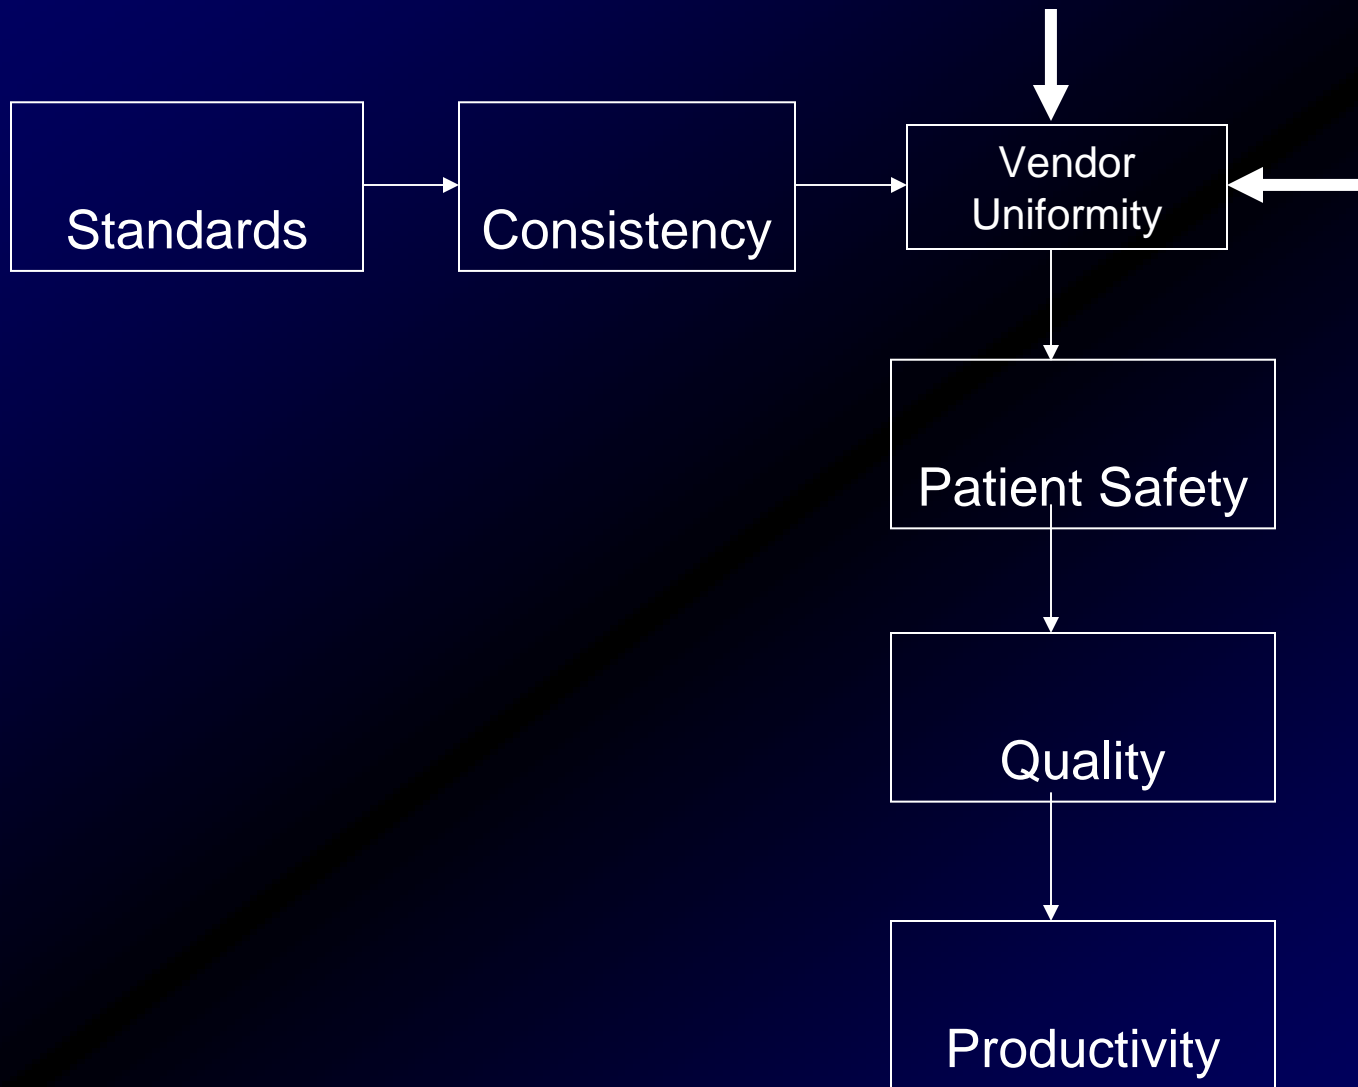 Standards
Consistency
Vendor
Uniformity
Patient Safety
Quality
Productivity